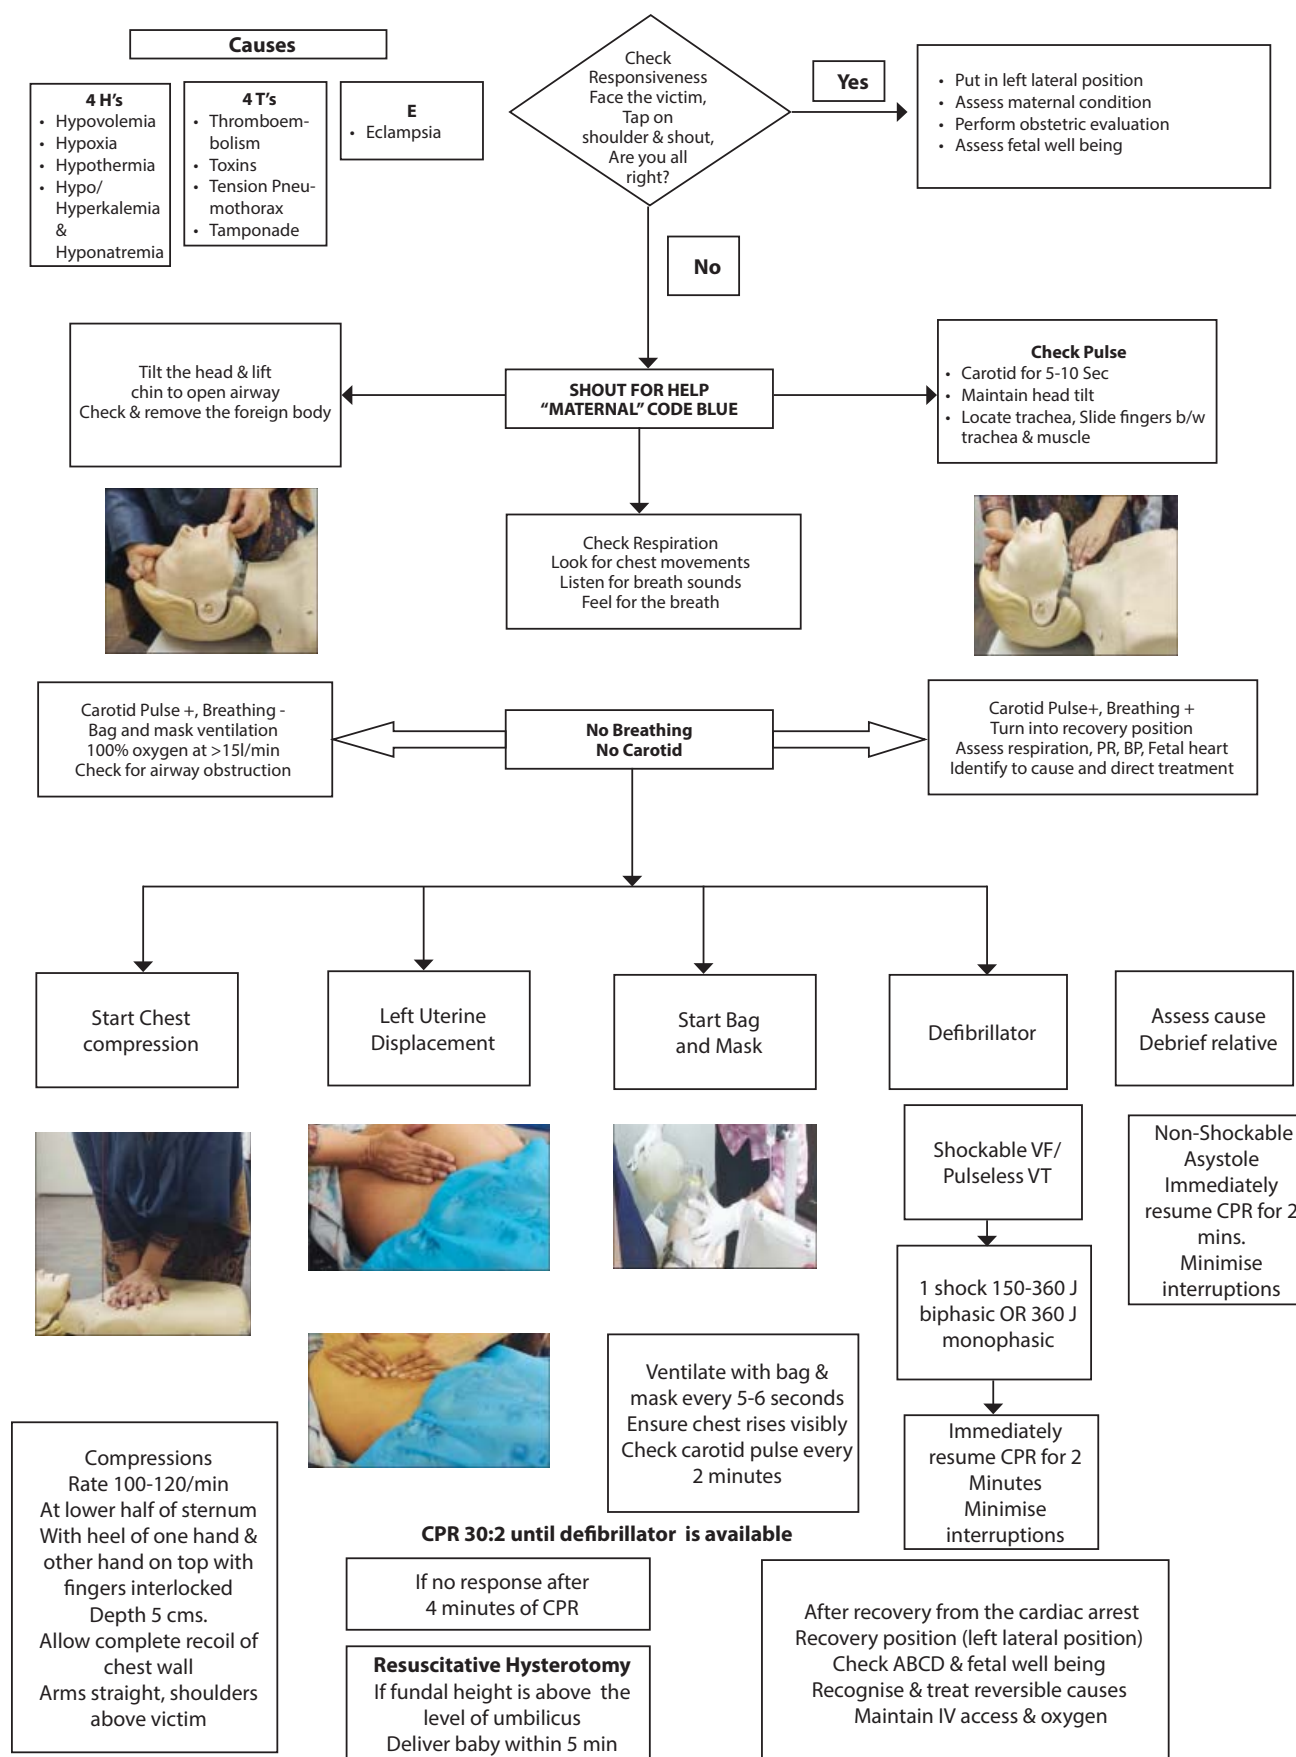 Causes
4 H's
• Hypovolemia
• Hypoxia
• Hypothermia
• Hypo/
Hyperkalemia
&
Hyponatremia
4 T's
• Thromboem-
bolism
• Toxins
• Tension Pneu-
mothorax
• Tamponade
E
• Eclampsia
Check
Responsiveness
Face the victim,
Tap on
shoulder & shout,
Are you all
right?
Yes
• Put in left lateral position
• Assess maternal condition
• Perform obstetric evaluation
• Assess fetal well being
No
Tilt the head & lift
chin to open airway
Check & remove the foreign body
SHOUT FOR HELP
“MATERNAL” CODE BLUE
Check Pulse
• Carotid for 5-10 Sec
• Maintain head tilt
• Locate trachea, Slide fingers b/w
trachea & muscle
Check Respiration
Look for chest movements
Listen for breath sounds
Feel for the breath
Carotid Pulse +, Breathing -
Bag and mask ventilation
100% oxygen at >15l/min
Check for airway obstruction
No Breathing
No Carotid
Carotid Pulse+, Breathing +
Turn into recovery position
Assess respiration, PR, BP, Fetal heart
Identify to cause and direct treatment
Start Chest
compression
Left Uterine
Displacement
Start Bag
and Mask
Defibrillator
Assess cause
Debrief relative
Shockable VF/
Pulseless VT
Non-Shockable
Asystole
Immediately
resume CPR for 2
mins.
Minimise
interruptions
1 shock 150-360 J
biphasic OR 360 J
monophasic
Ventilate with bag &
mask every 5-6 seconds
Ensure chest rises visibly
Check carotid pulse every
2 minutes
Immediately
resume CPR for 2
Minutes
Minimise
interruptions
Compressions
Rate 100-120/min
At lower half of sternum
With heel of one hand &
other hand on top with
fingers interlocked
Depth 5 cms.
Allow complete recoil of
chest wall
Arms straight, shoulders
above victim
CPR 30:2 until defibrillator is available
If no response after
4 minutes of CPR
Resuscitative Hysterotomy
If fundal height is above the
level of umbilicus
Deliver baby within 5 min
After recovery from the cardiac arrest
Recovery position (left lateral position)
Check ABCD & fetal well being
Recognise & treat reversible causes
Maintain IV access & oxygen